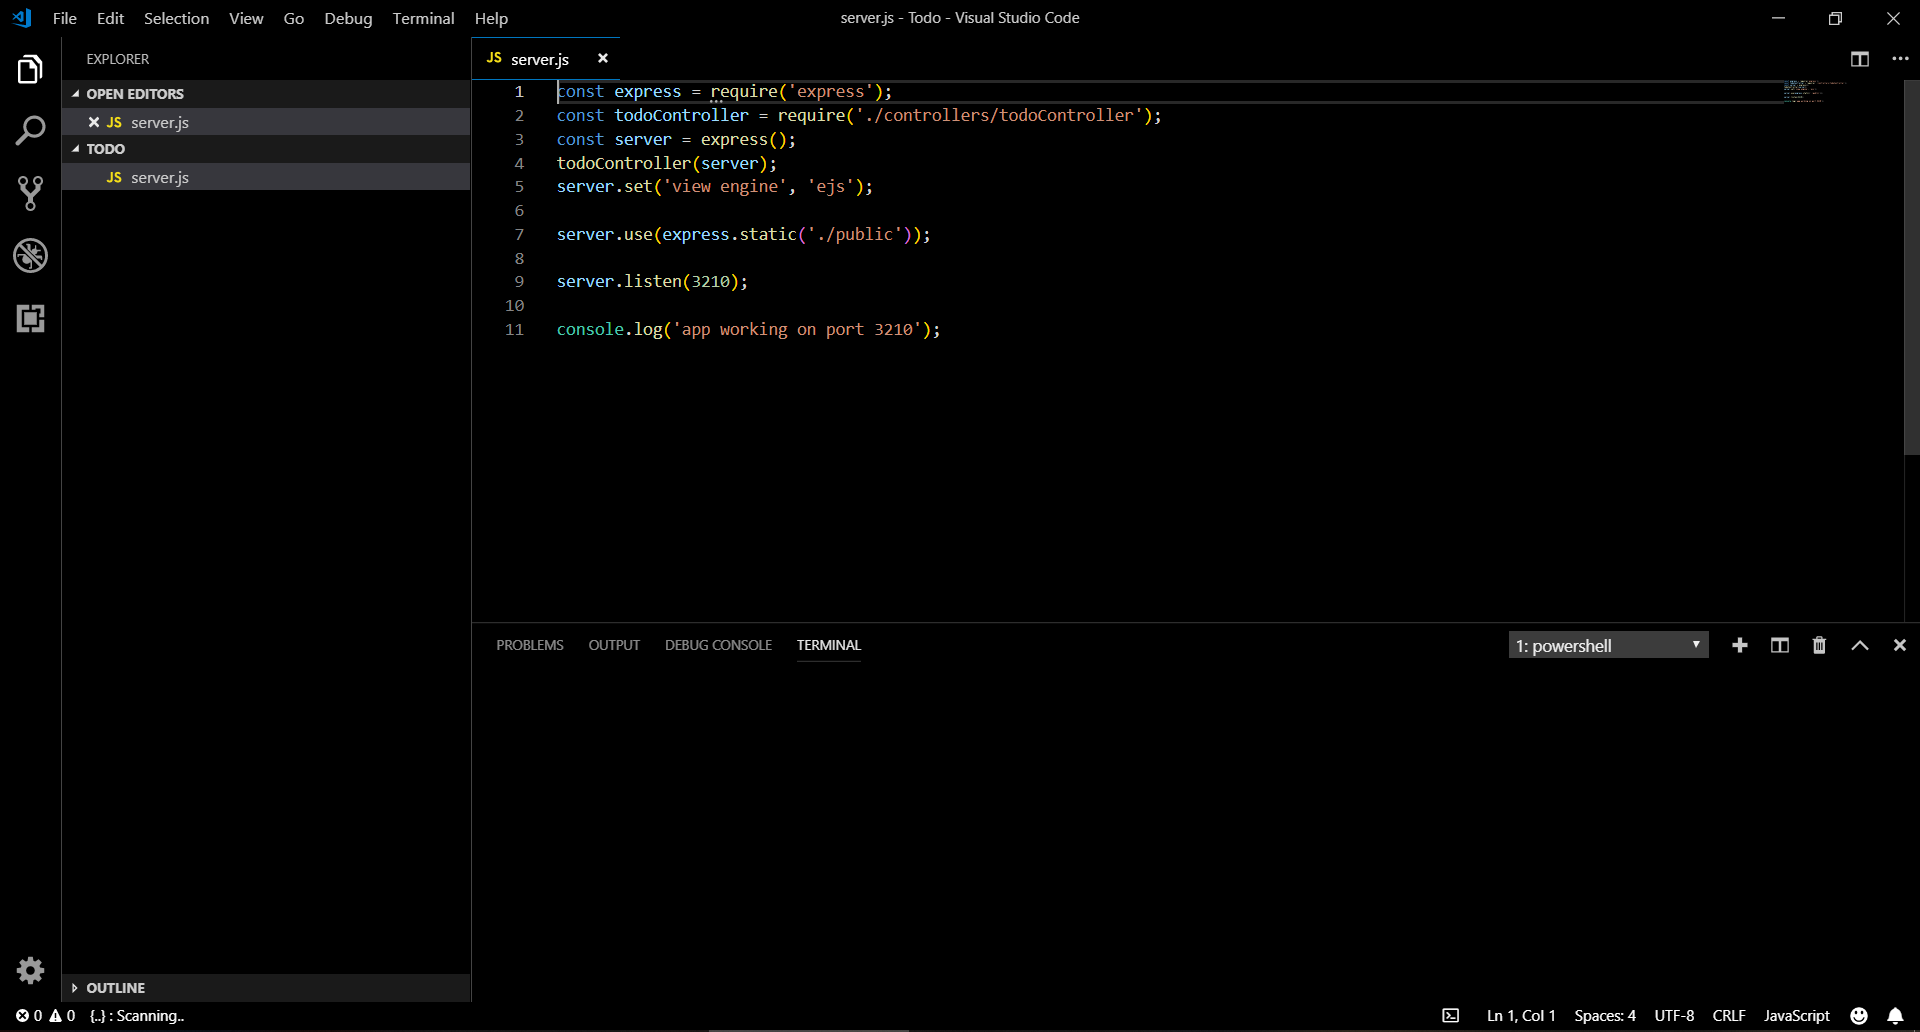 File Edit Selection View Go Debug Terminal Help
server.js - Todo - Visual Studio Code
EXPLORER
OPEN EDITORS
JS server.js
TODO
JS server.js
OUTLINE
JS server.js
1 const express = require('express');
2 const todoController = require('./controllers/todoController');
3 const server = express();
4 todoController(server);
5 server.set('view engine', 'ejs');
6
7 server.use(express.static('./public'));
8
9 server.listen(3210);
10
11 console.log('app working on port 3210');
PROBLEMS OUTPUT DEBUG CONSOLE TERMINAL
1: powershell
0 0 {..} : Scanning..
Ln 1, Col 1 Spaces: 4 UTF-8 CRLF JavaScript